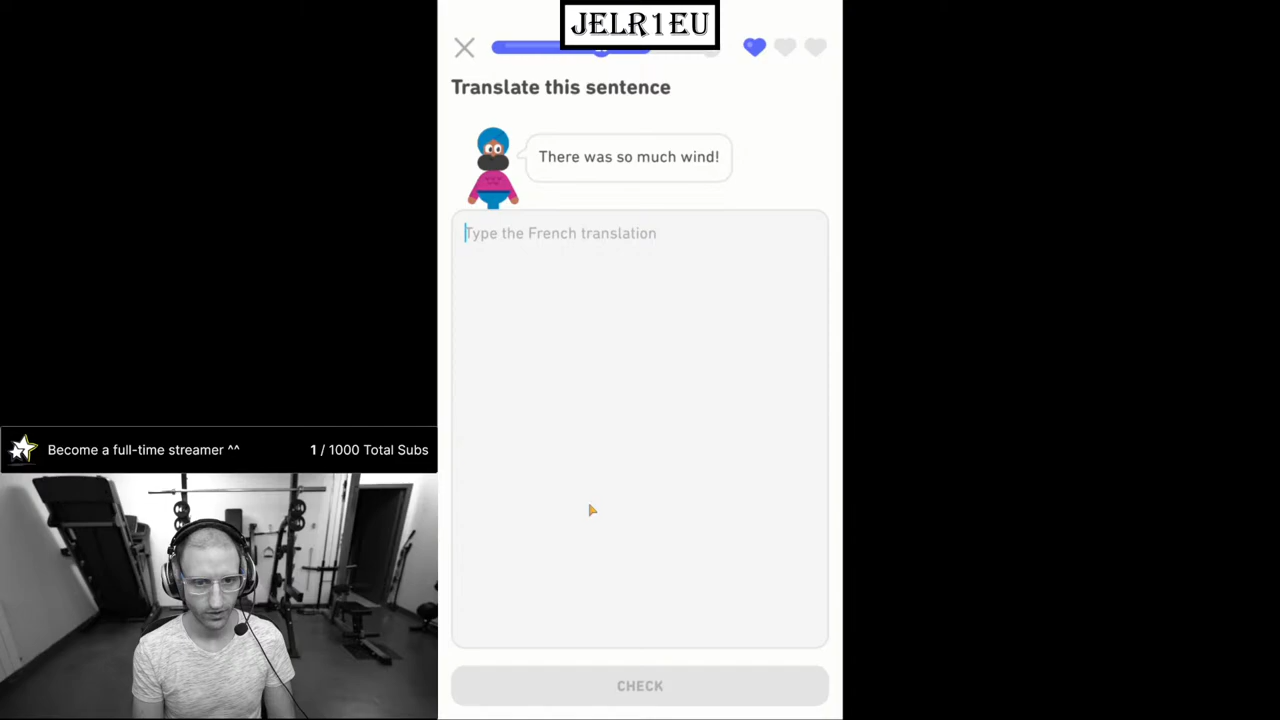 JELR1EU
Translate this sentence
There was so much wind!
Type the French translation
Become a full-time streamer ^^ 1 / 1000 Total Subs
CHECK